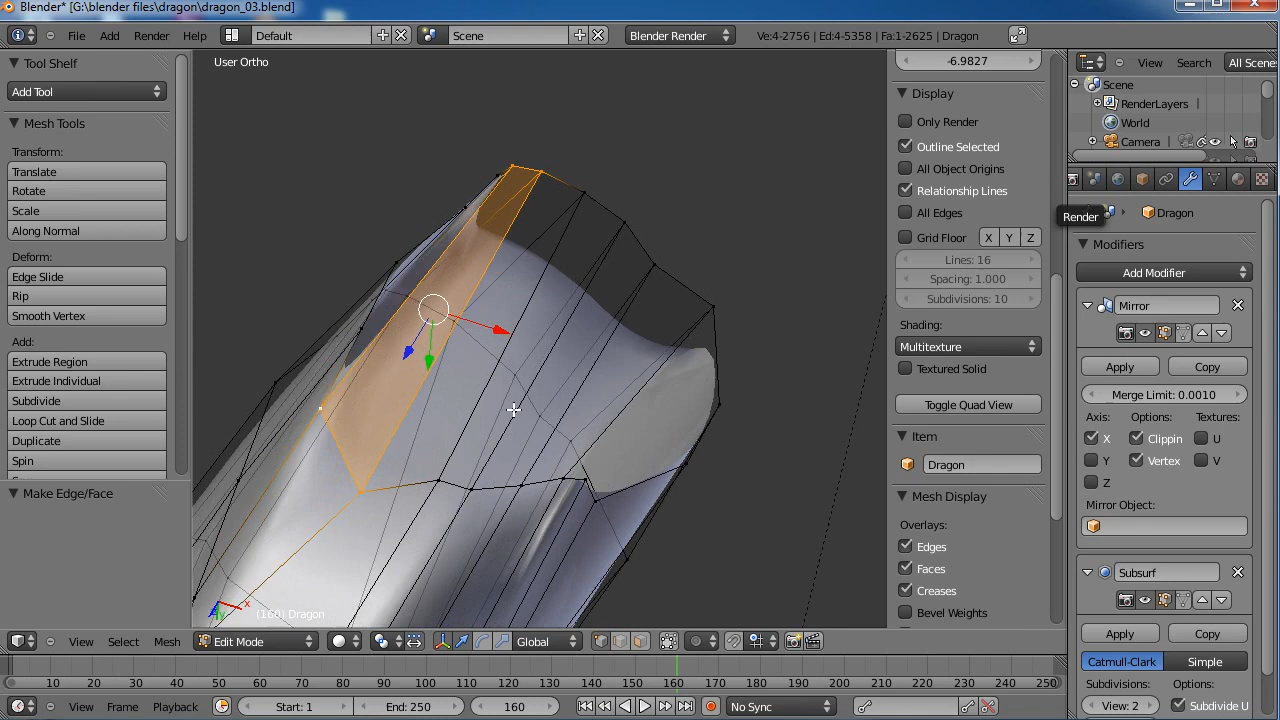 Blender* [G:\blender files\dragon\dragon_03.blend]
File Add Render Help Default Scene Blender Render Ve:4-2756 | Ed:4-5358 | Fa:1-2625 | Dragon
Tool Shelf
Add Tool
Mesh Tools
Transform:
Translate
Rotate
Scale
Along Normal
Deform:
Edge Slide
Rip
Smooth Vertex
Add:
Extrude Region
Extrude Individual
Subdivide
Loop Cut and Slide
Duplicate
Spin
Make Edge/Face
User Ortho
x
(160) Dragon
-6.9827
Display
Only Render
Outline Selected
All Object Origins
Relationship Lines
All Edges
Grid Floor X Y Z
Lines: 16
Spacing: 1.000
Subdivisions: 10
Shading:
Multitexture
Textured Solid
Toggle Quad View
Item
Dragon
Mesh Display
Overlays:
Edges
Faces
Creases
Bevel Weights
View Search All Scene
Scene
RenderLayers
World
Camera
Render
Dragon
Modifiers
Add Modifier
Mirror
Apply Copy
Merge Limit: 0.0010
Axis: Options: Textures:
X Clippin U
Y Vertex V
Z
Mirror Object:
Subsurf
Apply Copy
Catmull-Clark Simple
Subdivisions: Options:
View: 2 Subdivide U
View Select Mesh Edit Mode Global
10 20 30 40 50 60 70 80 90 100 110 120 130 140 150 160 170 180 190 200 210 220 230 240 250
View Frame Playback Start: 1 End: 250 160 No Sync